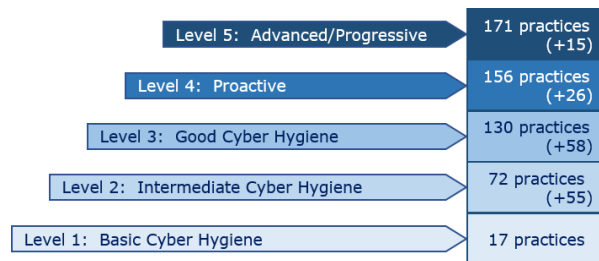 Level 5: Advanced/Progressive
171 practices
(+15)
Level 4: Proactive
156 practices
(+26)
Level 3: Good Cyber Hygiene
130 practices
(+58)
Level 2: Intermediate Cyber Hygiene
72 practices
(+55)
Level 1: Basic Cyber Hygiene
17 practices